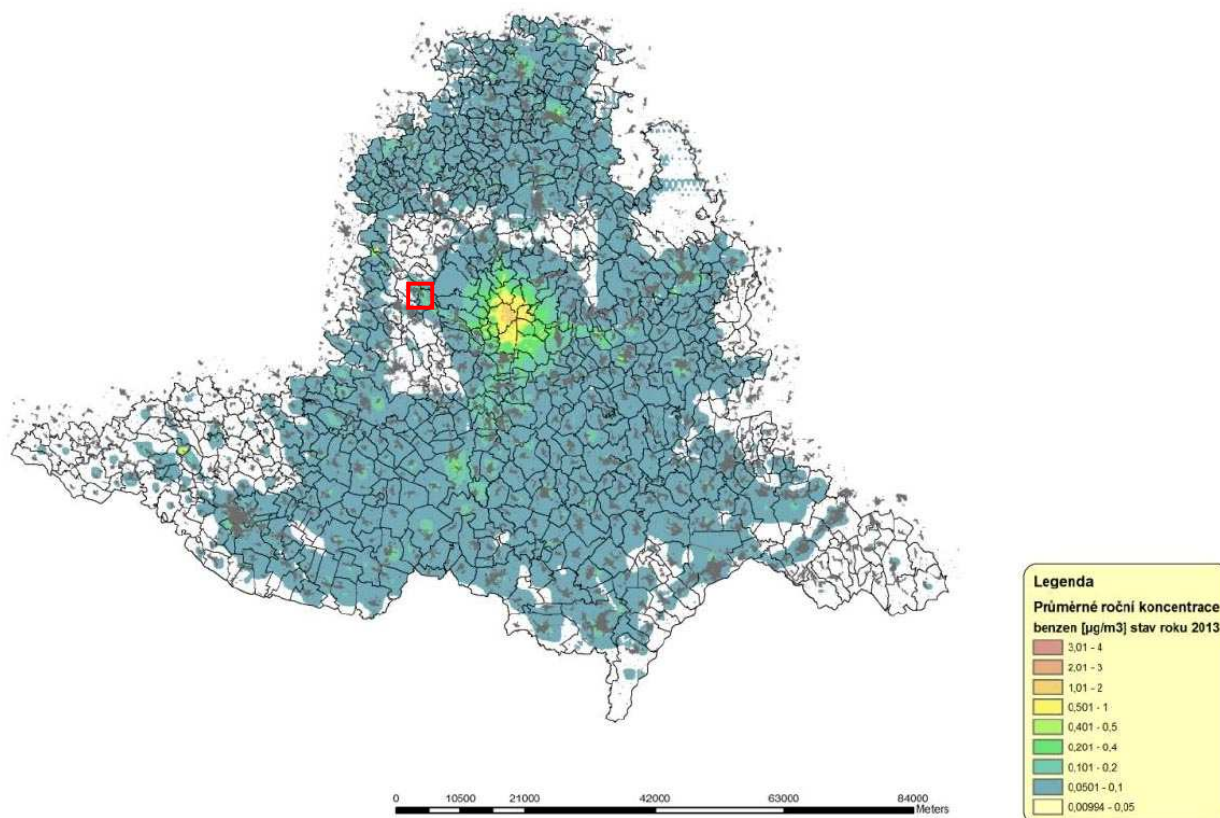 Legenda
Průměrné roční koncentrace
benzen [µg/m3] stav roku 2013
3,01 - 4
2,01 - 3
1,01 - 2
0,501 - 1
0,401 - 0,5
0,201 - 0,4
0,101 - 0,2
0,0501 - 0,1
0,00994 - 0,05
0 10500 21000 42000 63000 84000
Meters